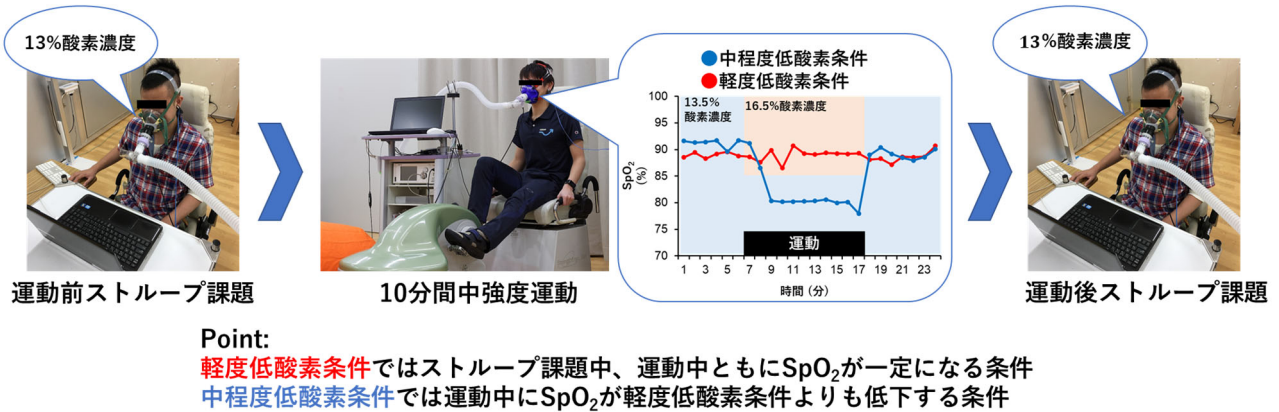 13%酸素濃度
13%酸素濃度
中程度低酸素条件
軽度低酸素条件
13.5%
酸素濃度
16.5%酸素濃度
SpO₂
(%)
100
95
90
85
80
75
70
運動
1 3 5 7 9 11 13 15 17 19 21 23
時間 (分)
運動前ストループ課題
10分間中強度運動
運動後ストループ課題
Point:
軽度低酸素条件ではストループ課題中、運動中ともにSpO₂が一定になる条件
中程度低酸素条件では運動中にSpO₂が軽度低酸素条件よりも低下する条件